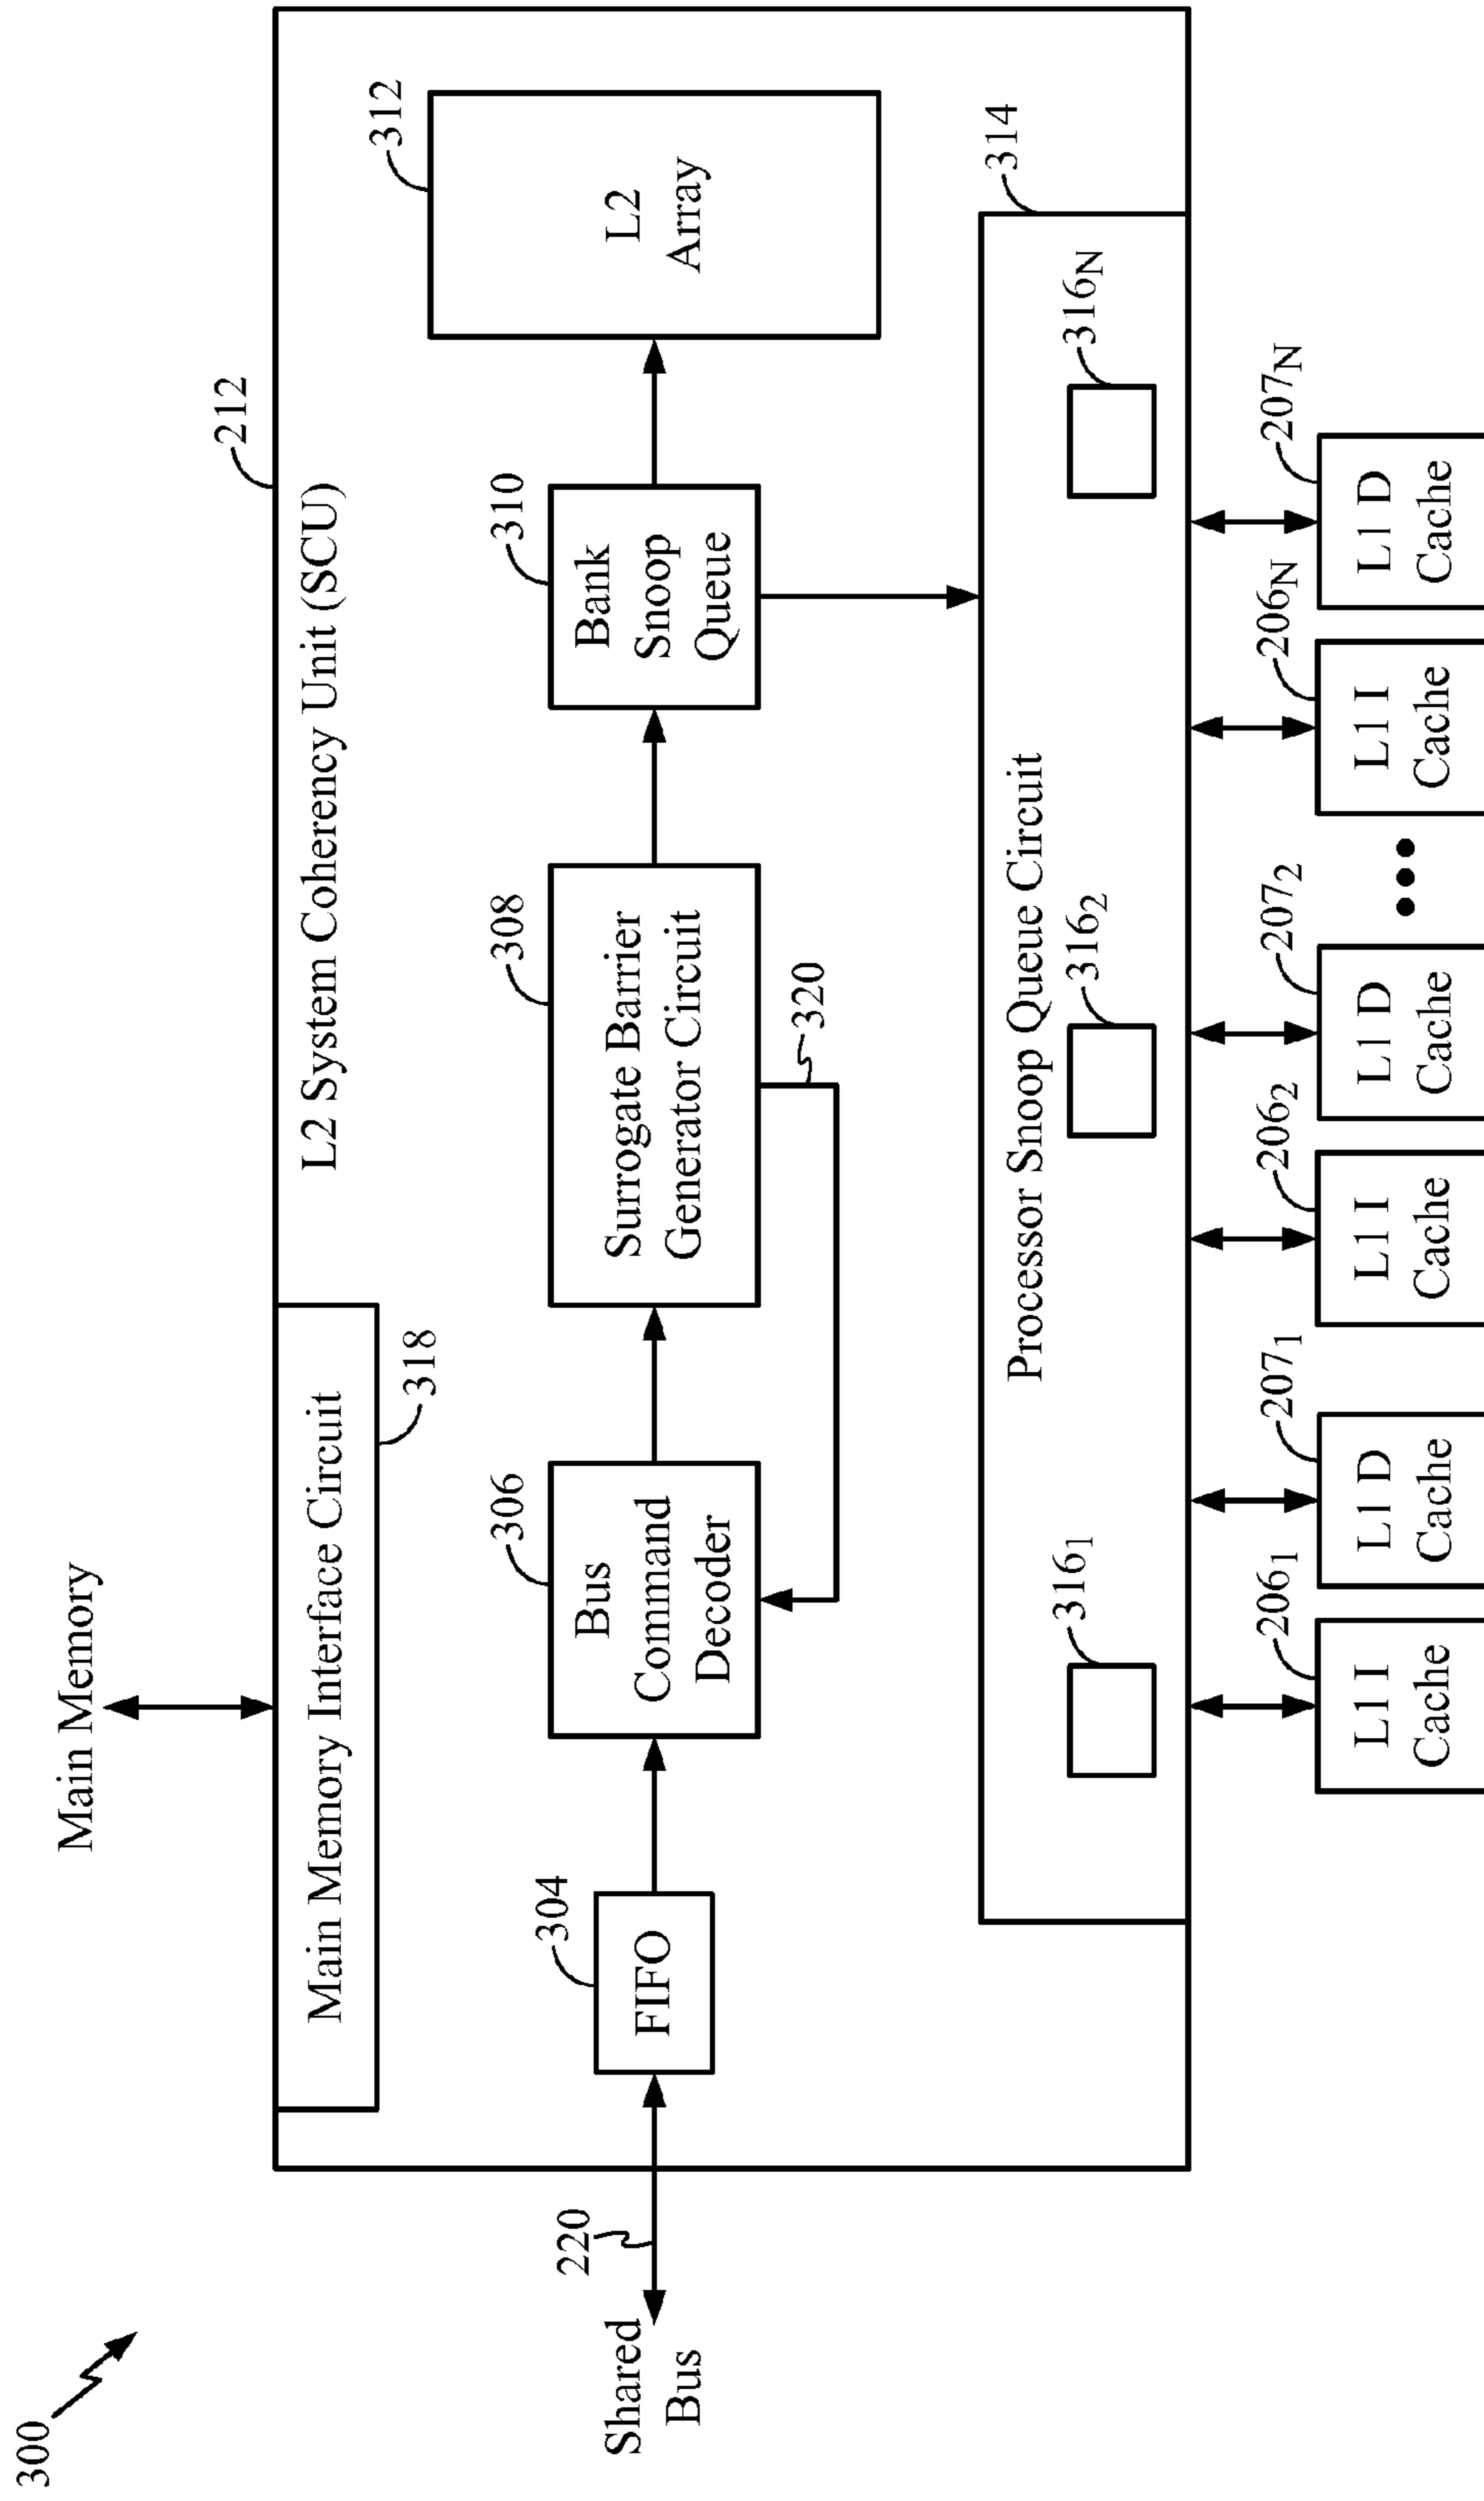 300
Main Memory
212
Main Memory Interface Circuit
318
L2 System Coherency Unit (SCU)
Shared
Bus
220
304
FIFO
306
Bus
Command
Decoder
308
Surrogate Barrier
Generator Circuit
320
310
Bank
Snoop
Queue
312
L2
Array
314
Processor Snoop Queue Circuit
316₁
316₂
316N
206₁
L1 I
Cache
207₁
L1 D
Cache
206₂
L1 I
Cache
207₂
L1 D
Cache
•••
206N
L1 I
Cache
207N
L1 D
Cache